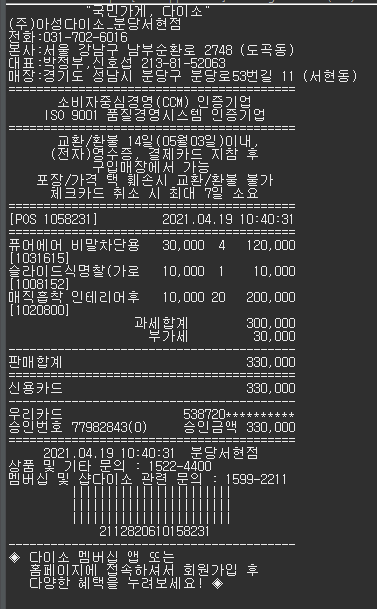 "국민가게, 다이소"
(주)아성다이소_분당서현점
전화:031-702-6016
본사:서울 강남구 남부순환로 2748 (도곡동)
대표:박정부,신호섭 213-81-52063
매장:경기도 성남시 분당구 분당로53번길 11 (서현동)
========================================
소비자중심경영(CCM) 인증기업
ISO 9001 품질경영시스템 인증기업
========================================
교환/환불 14일(05월03일)이내,
(전자)영수증, 결제카드 지참 후
구입매장에서 가능
포장/가격 택 훼손시 교환/환불 불가
체크카드 취소 시 최대 7일 소요
========================================
[POS 1058231] 2021.04.19 10:40:31
========================================
퓨어에어 비말차단용 30,000 4 120,000
[1031615]
슬라이드식명찰(가로 10,000 1 10,000
[1008152]
매직흡착 인테리어후 10,000 20 200,000
[1020800]
과세합계 300,000
부가세 30,000
----------------------------------------
판매합계 330,000
========================================
신용카드 330,000
----------------------------------------
우리카드 538720**********
승인번호 77982843(0) 승인금액 330,000
========================================
2021.04.19 10:40:31 분당서현점
상품 및 기타 문의 : 1522-4400
멤버십 및 샵다이소 관련 문의 : 1599-2211
2112820610158231
----------------------------------------
◈ 다이소 멤버십 앱 또는
홈페이지에 접속하셔서 회원가입 후
다양한 혜택을 누려보세요! ◈